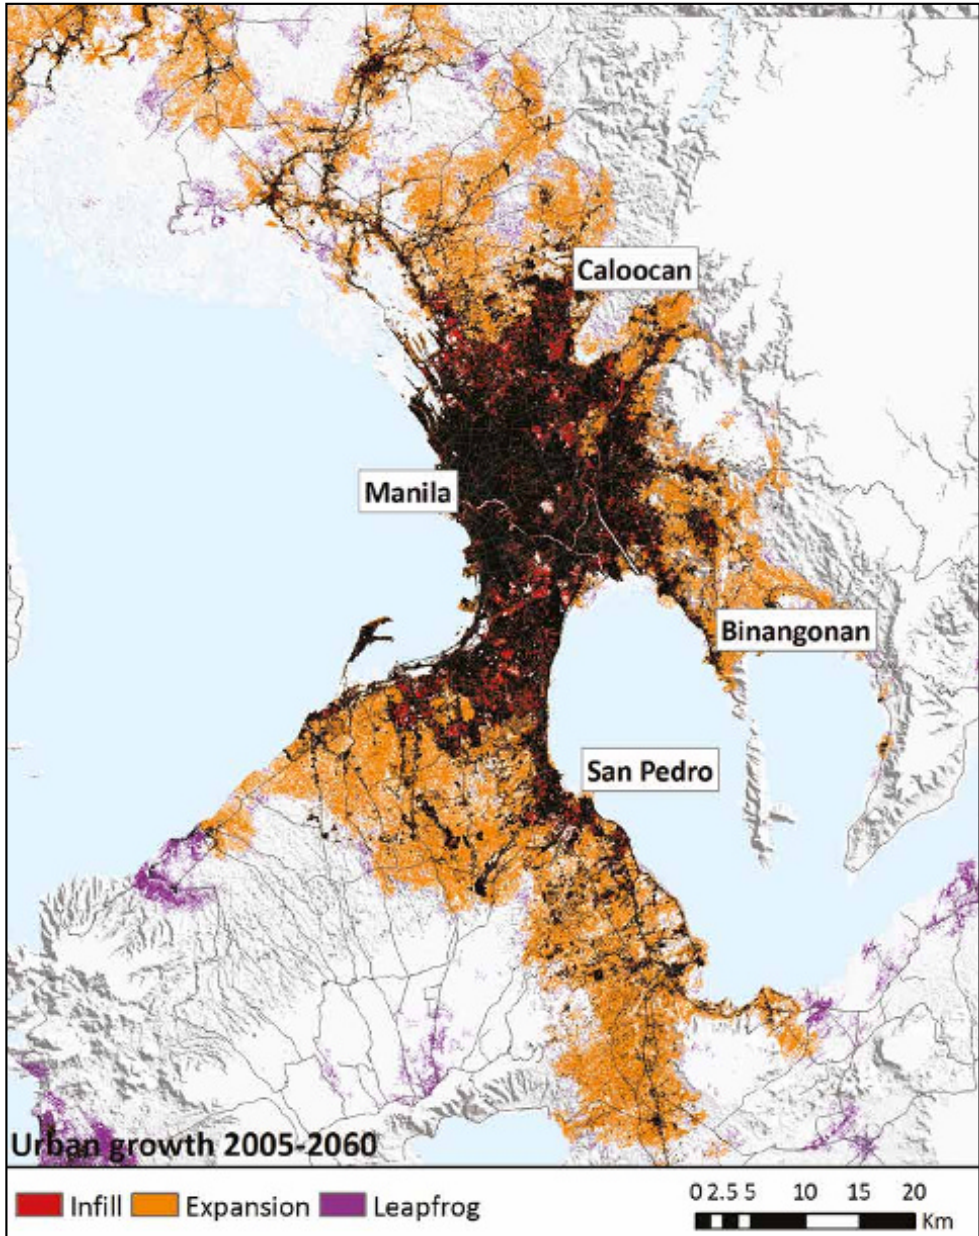 Caloocan
Manila
Binangonan
San Pedro
Urban growth 2005-2060
Infill Expansion Leapfrog
0 2.5 5 10 15 20
Km